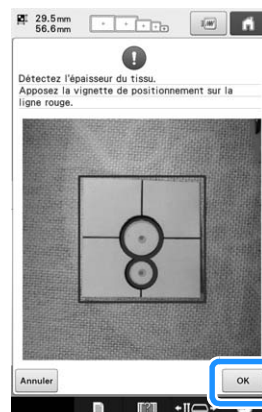 29.5mm
56.6mm
Détectez l'épaisseur du tissu.
Apposez la vignette de positionnement sur la
ligne rouge.
Annuler
OK